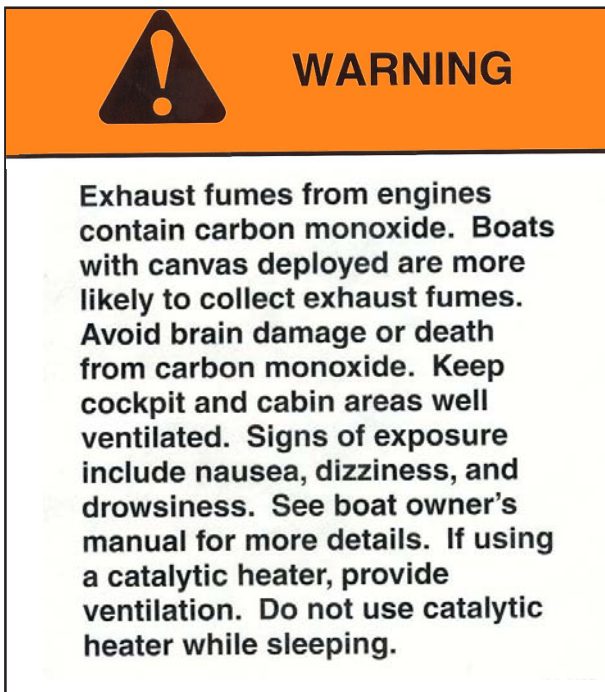 WARNING
Exhaust fumes from engines
contain carbon monoxide.  Boats
with canvas deployed are more
likely to collect exhaust fumes.
Avoid brain damage or death
from carbon monoxide.  Keep
cockpit and cabin areas well
ventilated.  Signs of exposure
include nausea, dizziness, and
drowsiness.  See boat owner's
manual for more details.  If using
a catalytic heater, provide
ventilation.  Do not use catalytic
heater while sleeping.